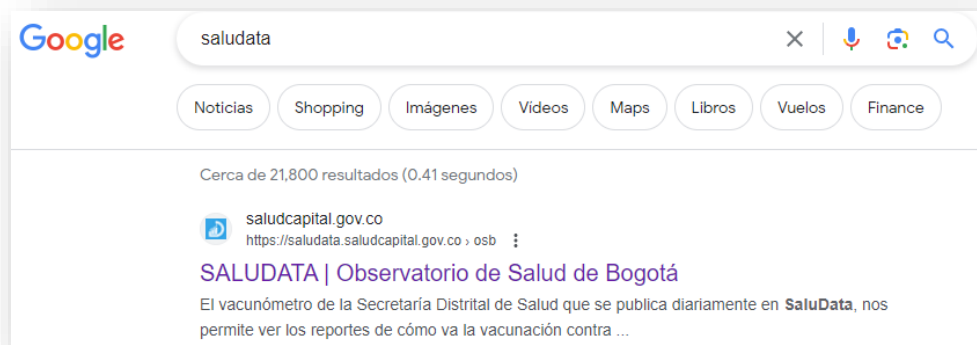 Google
saludata
Noticias Shopping Imágenes Vídeos Maps Libros Vuelos Finance
Cerca de 21,800 resultados (0.41 segundos)
saludcapital.gov.co
https://saludata.saludcapital.gov.co › osb
SALUDATA | Observatorio de Salud de Bogotá
El vacunómetro de la Secretaría Distrital de Salud que se publica diariamente en SaluData, nos
permite ver los reportes de cómo va la vacunación contra ...